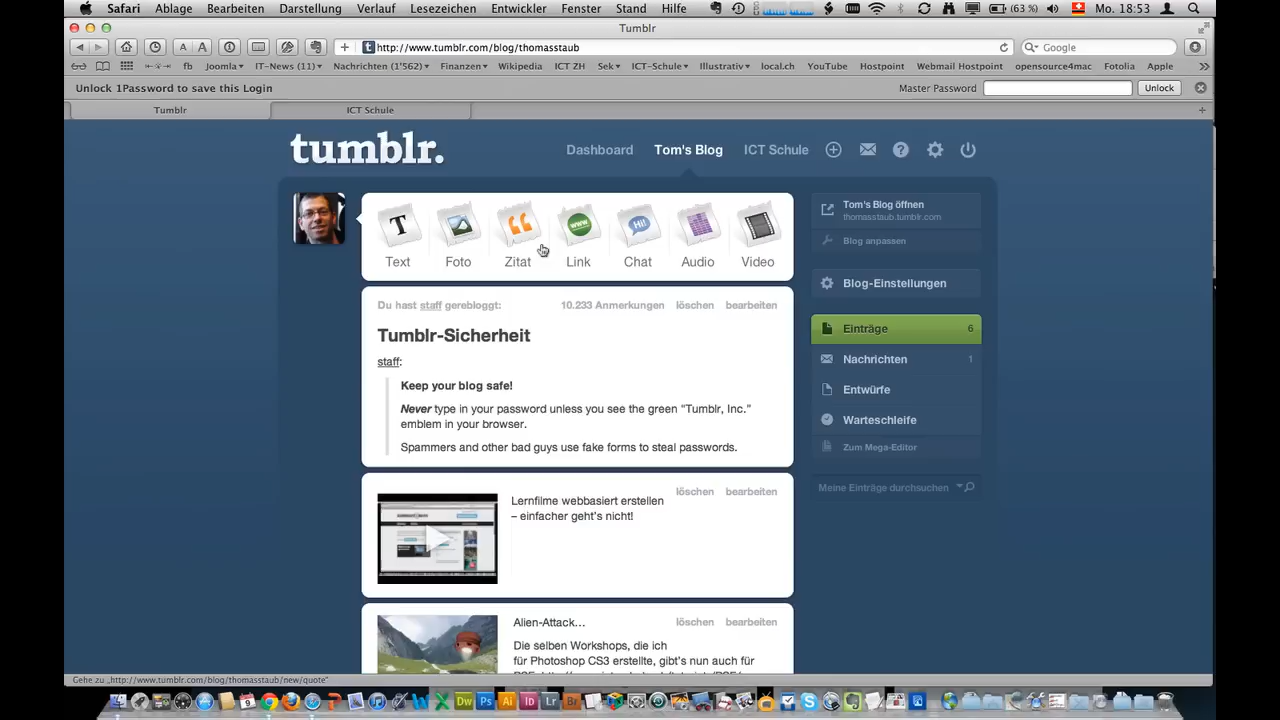 Safari Ablage Bearbeiten Darstellung Verlauf Lesezeichen Entwickler Fenster Stand Hilfe (63 %) Mo. 18:53
Tumblr
http://www.tumblr.com/blog/thomasstaub Google
fb Joomla IT-News (11) Nachrichten (1'562) Finanzen Wikipedia ICT ZH Sek ICT-Schule Illustrativ local.ch YouTube Hostpoint Webmail Hostpoint opensource4mac Fotolia Apple
Unlock 1Password to save this Login Master Password Unlock
Tumblr ICT Schule
tumblr. Dashboard Tom's Blog ICT Schule
T www Hi!
Text Foto Zitat Link Chat Audio Video
Tom's Blog öffnen
thomasstaub.tumblr.com
Blog anpassen
Blog-Einstellungen
Einträge 6
Nachrichten 1
Entwürfe
Warteschleife
Zum Mega-Editor
Meine Einträge durchsuchen
Du hast staff gerebloggt: 10.233 Anmerkungen löschen bearbeiten
Tumblr-Sicherheit
staff:
Keep your blog safe!
Never type in your password unless you see the green “Tumblr, Inc.”
emblem in your browser.
Spammers and other bad guys use fake forms to steal passwords.
löschen bearbeiten
Lernfilme webbasiert erstellen
– einfacher geht's nicht!
Alien-Attack… löschen bearbeiten
Die selben Workshops, die ich
für Photoshop CS3 erstellte, gibt's nun auch für
Gehe zu „http://www.tumblr.com/blog/thomasstaub/new/quote“
Dw Ps Ai Id Lr Br